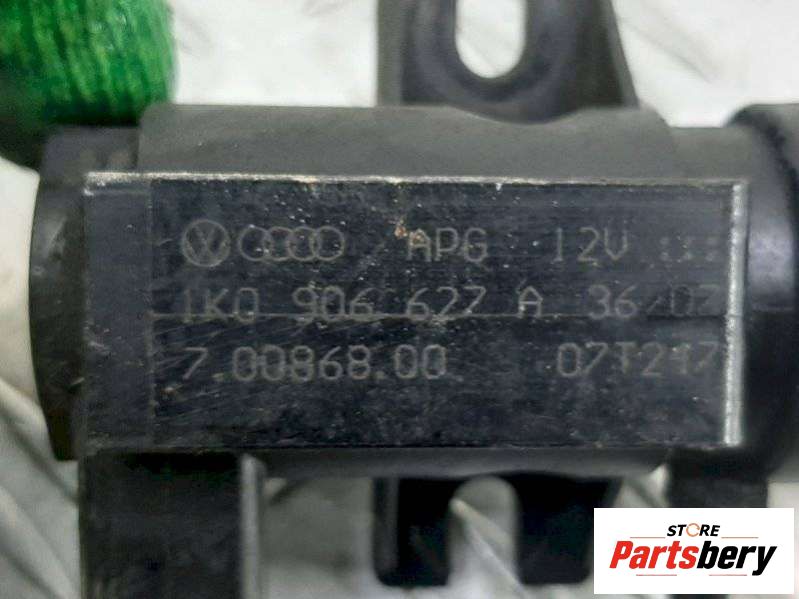 APG 12V
1K0 906 627 A 36/07
7.00868.00 07T247
STORE
Partsbery